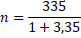 n = 335 / 1 + 3,35